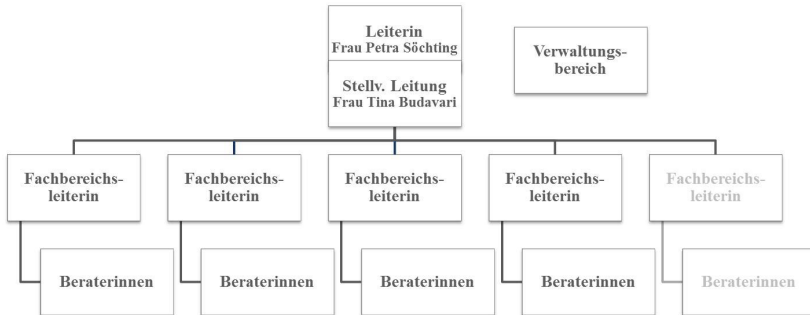 Leiterin
Frau Petra Söchting
Stellv. Leitung
Frau Tina Budavari
Verwaltungs-
bereich
Fachbereichs-
leiterin
Fachbereichs-
leiterin
Fachbereichs-
leiterin
Fachbereichs-
leiterin
Fachbereichs-
leiterin
Beraterinnen
Beraterinnen
Beraterinnen
Beraterinnen
Beraterinnen